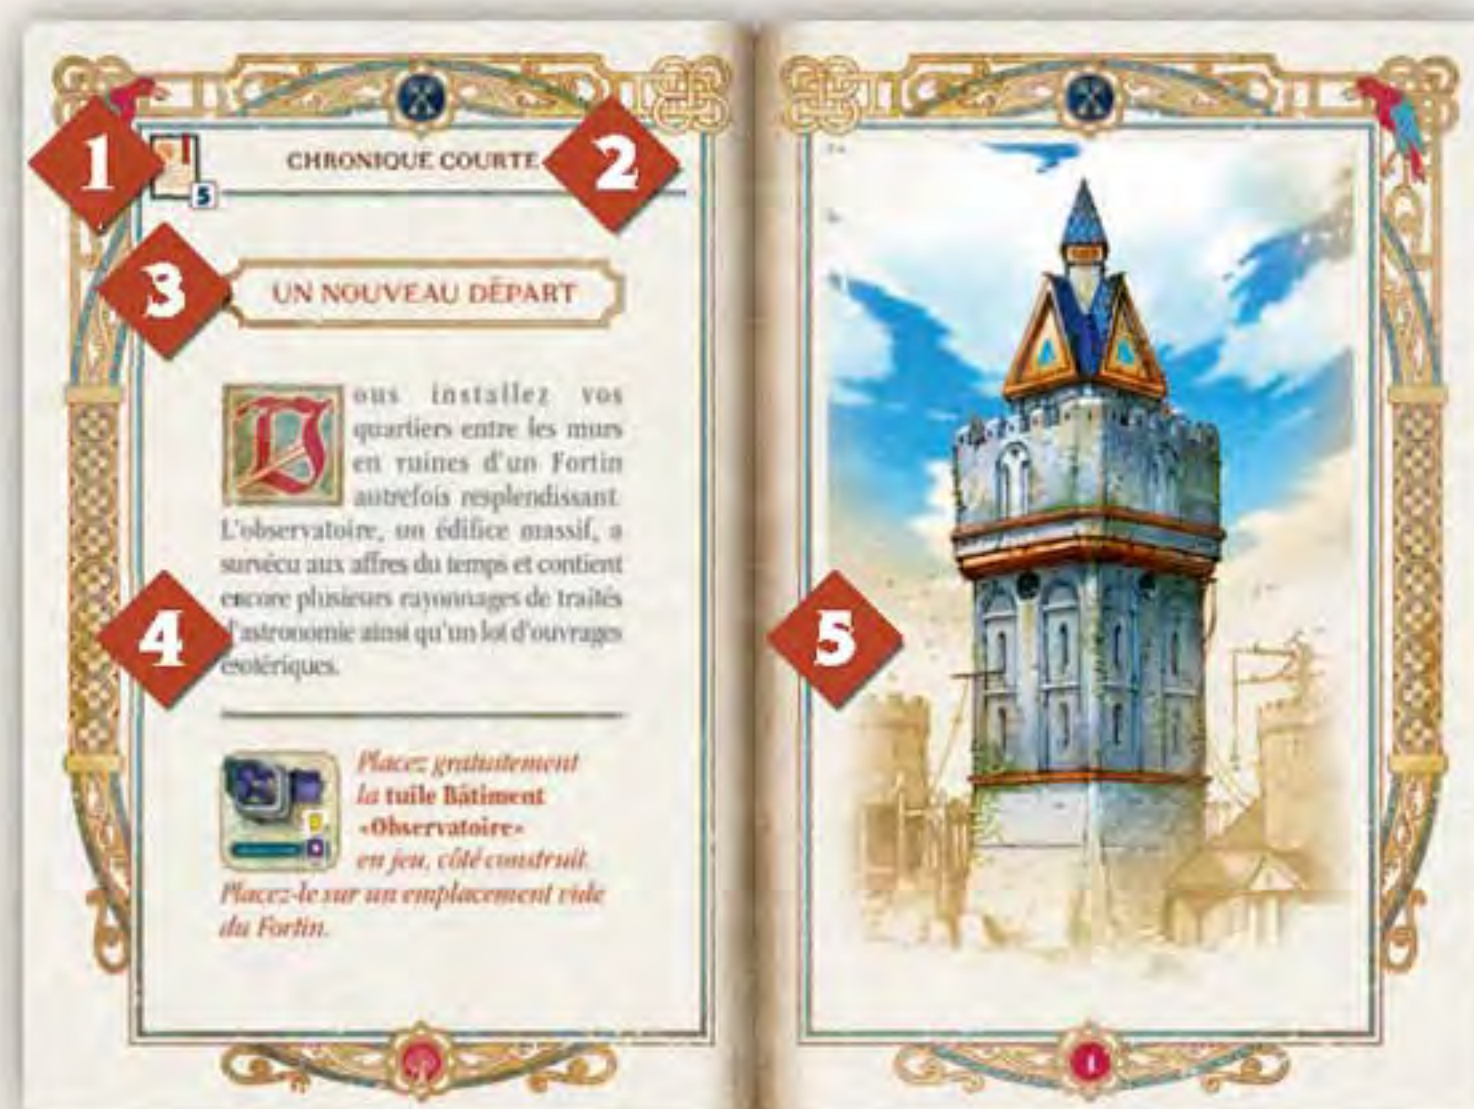 1
5
CHRONIQUE COURTE
2
3
UN NOUVEAU DÉPART
Vous installez vos
quartiers entre les murs
en ruines d'un Fortin
autrefois resplendissant.
L'observatoire, un édifice massif, a
survécu aux affres du temps et contient
encore plusieurs rayonnages de traités
4
d'astronomie ainsi qu'un lot d'ouvrages
ésotériques.
Placez gratuitement
la tuile Bâtiment
«Observatoire»
en jeu, côté construit.
Placez-le sur un emplacement vide
du Fortin.
5
1